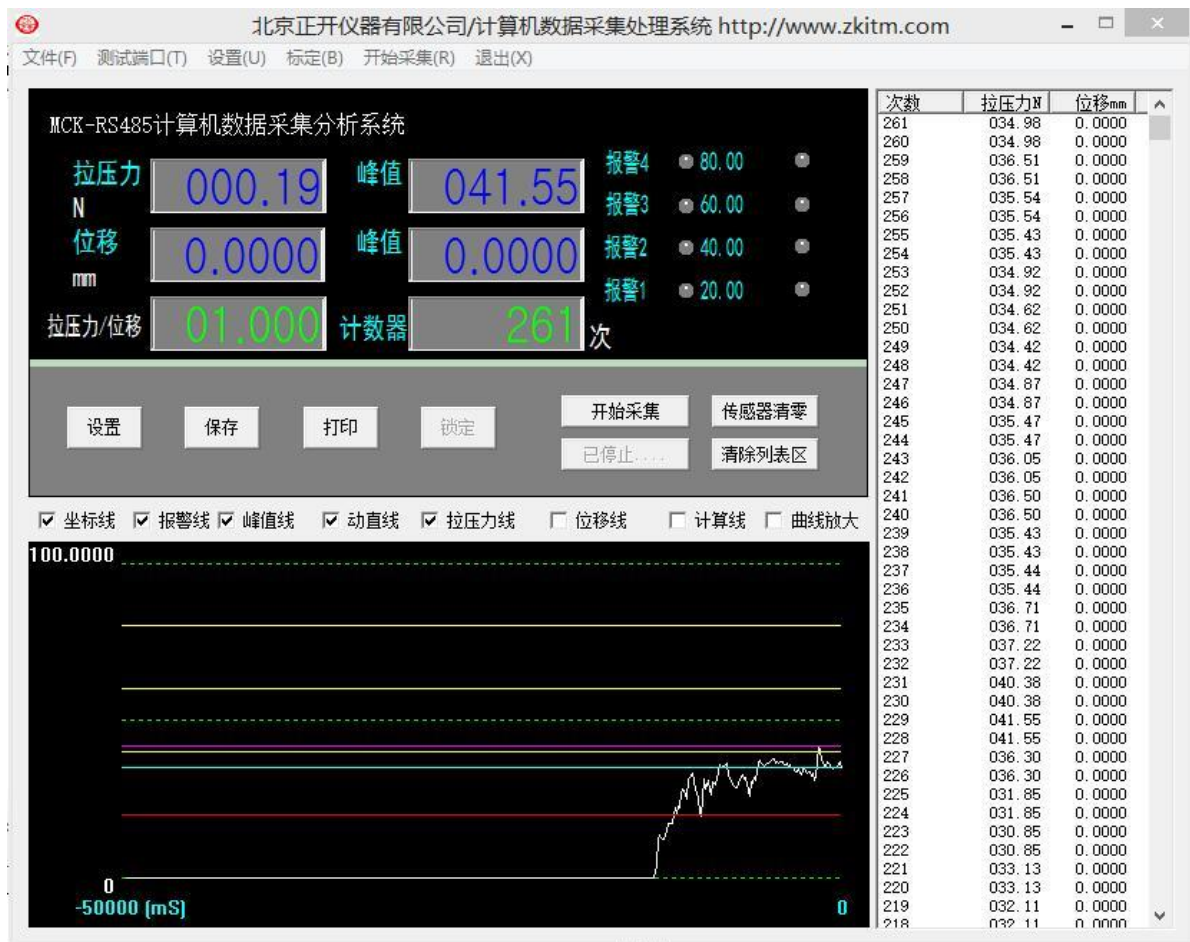 北京正开仪器有限公司/计算机数据采集处理系统 http://www.zkitm.com
文件(F) 测试端口(T) 设置(U) 标定(B) 开始采集(R) 退出(X)
MCK-RS485计算机数据采集分析系统
拉压力 N 000.19 峰值 041.55
位移 mm 0.0000 峰值 0.0000
拉压力/位移 01.000 计数器 261 次
报警4 80.00
报警3 60.00
报警2 40.00
报警1 20.00
设置 保存 打印 锁定 开始采集 传感器清零
已停止.... 清除列表区
坐标线 报警线 峰值线 动直线 拉压力线 位移线 计算线 曲线放大
100.0000
0
-50000 (mS) 0
次数 拉压力N 位移mm
261 034.98 0.0000
260 034.98 0.0000
259 036.51 0.0000
258 036.51 0.0000
257 035.54 0.0000
256 035.54 0.0000
255 035.43 0.0000
254 035.43 0.0000
253 034.92 0.0000
252 034.92 0.0000
251 034.62 0.0000
250 034.62 0.0000
249 034.42 0.0000
248 034.42 0.0000
247 034.87 0.0000
246 034.87 0.0000
245 035.47 0.0000
244 035.47 0.0000
243 036.05 0.0000
242 036.05 0.0000
241 036.50 0.0000
240 036.50 0.0000
239 035.43 0.0000
238 035.43 0.0000
237 035.44 0.0000
236 035.44 0.0000
235 036.71 0.0000
234 036.71 0.0000
233 037.22 0.0000
232 037.22 0.0000
231 040.38 0.0000
230 040.38 0.0000
229 041.55 0.0000
228 041.55 0.0000
227 036.30 0.0000
226 036.30 0.0000
225 031.85 0.0000
224 031.85 0.0000
223 030.85 0.0000
222 030.85 0.0000
221 033.13 0.0000
220 033.13 0.0000
219 032.11 0.0000
218 032.11 0.0000